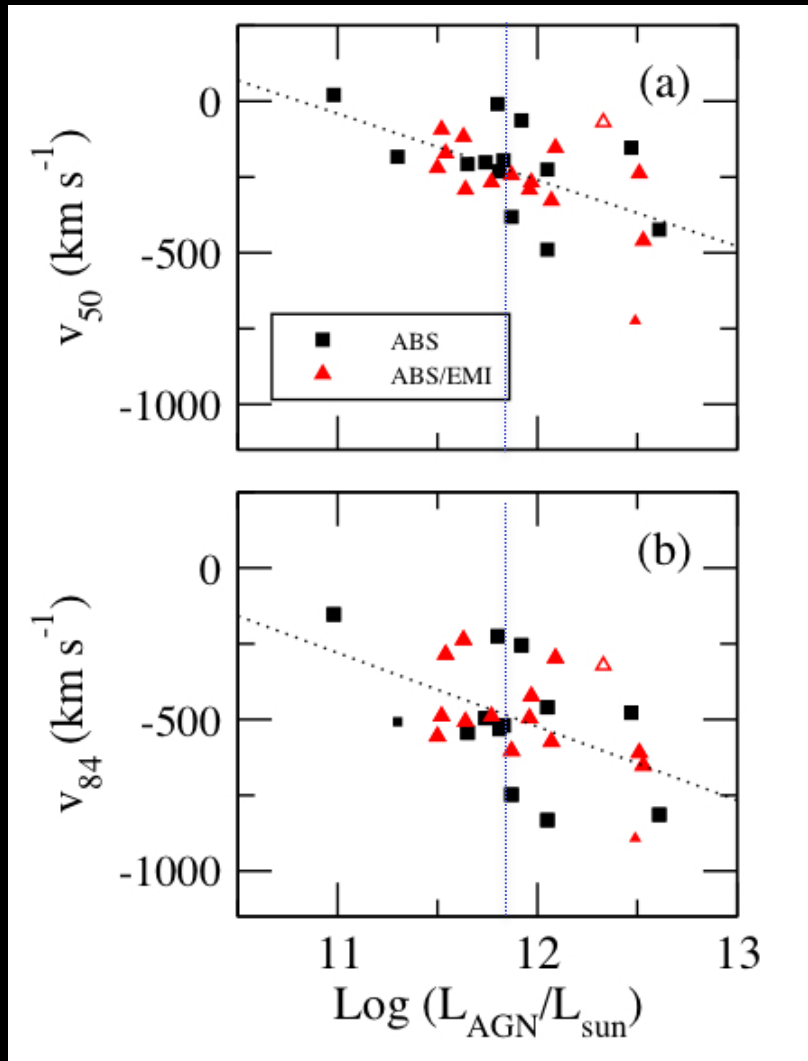 (a)
0
-500
-1000
v50 (km s-1)
ABS
ABS/EMI
(b)
0
-500
-1000
v84 (km s-1)
11 12 13
Log (LAGN/Lsun)